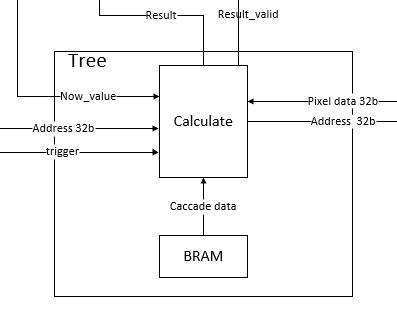 Result
Result_valid
Tree
Now_value
Pixel data 32b
Calculate
Address 32b
Address 32b
trigger
Caccade data
BRAM